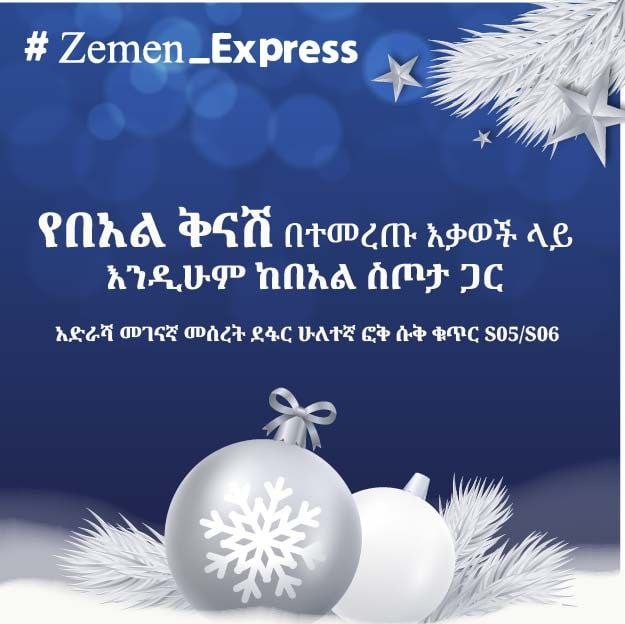 # Zemen_Express
የበአል ቅናሽ በተመረጡ እቃወች ላይ
እንዲሁም ከበአል ስጦታ ጋር
አድራሻ መገናኛ መሰረት ደፋር ሁለተኛ ፎቅ ሱቅ ቁጥር S05/S06